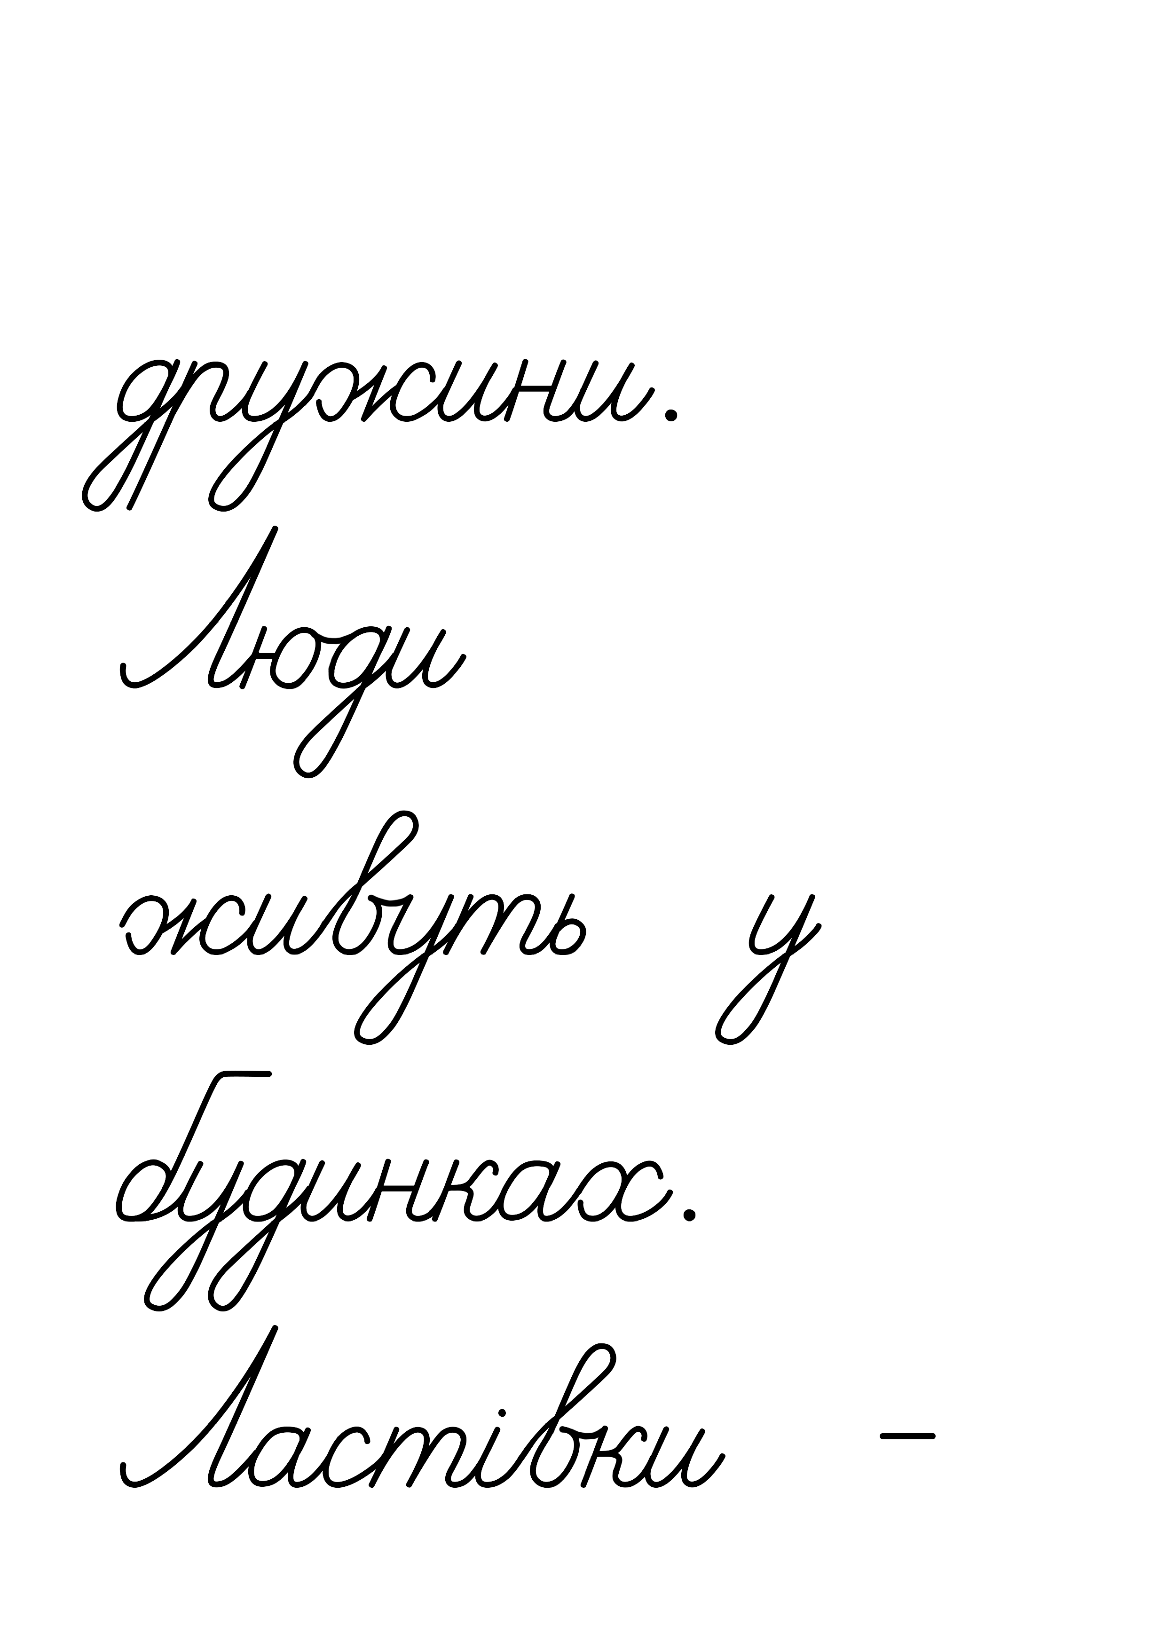 дружини.
Люди
живуть у
будинках.
Ластівки –